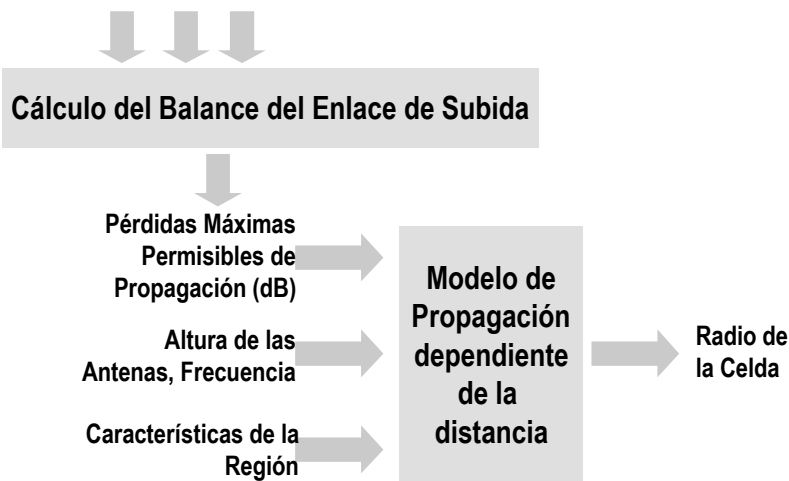 Cálculo del Balance del Enlace de Subida
Pérdidas Máximas
Permisibles de
Propagación (dB)
Altura de las
Antenas, Frecuencia
Características de la
Región
Modelo de
Propagación
dependiente
de la
distancia
Radio de
la Celda